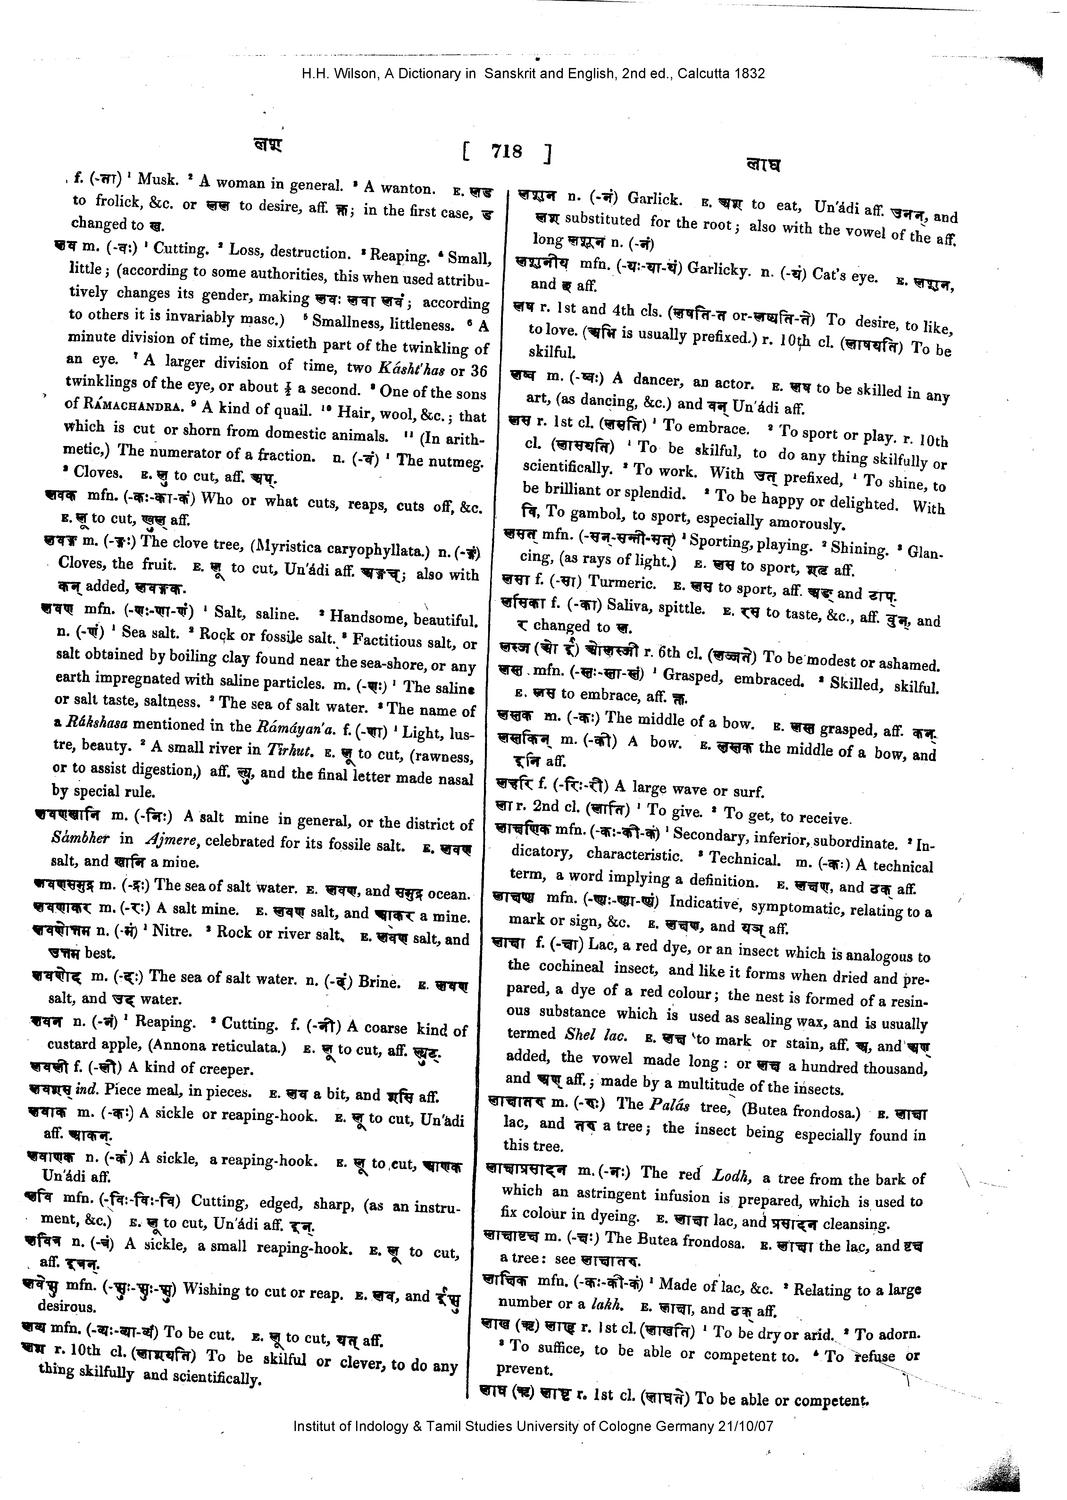 H.H. Wilson, A Dictionary in Sanskrit and English, 2nd ed., Calcutta 1832
लश
[ 718 ]
लाघ
f. (-ता) ¹ Musk. ² A woman in general. ³ A wanton. E. लड
to frolick, &c. or लल to desire, aff. क्त; in the first case, ड
changed to ल.
लव m. (-वः) ¹ Cutting. ² Loss, destruction. ³ Reaping. ⁴ Small,
little; (according to some authorities, this when used attribu-
tively changes its gender, making लवः लवा लवं; according
to others it is invariably masc.) ⁵ Smallness, littleness. ⁶ A
minute division of time, the sixtieth part of the twinkling of
an eye. ⁷ A larger division of time, two Kásht'has or 36
twinklings of the eye, or about ½ a second. ⁸ One of the sons
of RÁMACHANDRA. ⁹ A kind of quail. ¹⁰ Hair, wool, &c.; that
which is cut or shorn from domestic animals. ¹¹ (In arith-
metic,) The numerator of a fraction. n. (-वं) ¹ The nutmeg.
² Cloves. E. लू to cut, aff. अप्.
लवक mfn. (-कः-का-कं) Who or what cuts, reaps, cuts off, &c.
E. लू to cut, ण्वुल् aff.
लवङ्ग m. (-ङ्गः) The clove tree, (Myristica caryophyllata.) n. (-ङ्गं)
Cloves, the fruit. E. लू to cut, Un'ádi aff. अङ्गच्; also with
कन् added, लवङ्गक.
लवण mfn. (-णः-णा-णं) ¹ Salt, saline. ² Handsome, beautiful.
n. (-णं) ¹ Sea salt. ² Rock or fossile salt. ³ Factitious salt, or
salt obtained by boiling clay found near the sea-shore, or any
earth impregnated with saline particles. m. (-णः) ¹ The saline
or salt taste, saltness. ² The sea of salt water. ³ The name of
a Rákshasa mentioned in the Rámáyan'a. f. (-णा) ¹ Light, lus-
tre, beauty. ² A small river in Tirhut. E. लू to cut, (rawness,
or to assist digestion,) aff. ल्यु, and the final letter made nasal
by special rule.
लवणखानि m. (-निः) A salt mine in general, or the district of
Sámbher in Ajmere, celebrated for its fossile salt. E. लवण
salt, and खानि a mine.
लवणसमुद्र m. (-द्रः) The sea of salt water. E. लवण, and समुद्र ocean.
लवणाकर m. (-रः) A salt mine. E. लवण salt, and आकर a mine.
लवणोत्तम n. (-मं) ¹ Nitre. ² Rock or river salt. E. लवण salt, and
उत्तम best.
लवणोद m. (-दः) The sea of salt water. n. (-दं) Brine. E. लवण
salt, and उद water.
लवन n. (-नं) ¹ Reaping. ² Cutting. f. (-नी) A coarse kind of
custard apple, (Annona reticulata.) E. लू to cut, aff. ल्युट्.
लवली f. (-ली) A kind of creeper.
लवशस् ind. Piece meal, in pieces. E. लव a bit, and शसि aff.
लवाक m. (-कः) A sickle or reaping-hook. E. लू to cut, Un'ádi
aff. आकन्.
लवाणक n. (-कं) A sickle, a reaping-hook. E. लू to cut, आणक
Un'ádi aff.
लवि mfn. (-विः-विः-वि) Cutting, edged, sharp, (as an instru-
ment, &c.) E. लू to cut, Un'ádi aff. इन्.
लवित्र n. (-त्रं) A sickle, a small reaping-hook. E. लू to cut,
aff. इत्रन्.
लवेसु mfn. (-सुः-सुः-सु) Wishing to cut or reap. E. लव, and ईसु
desirous.
लव्य mfn. (-व्यः-व्या-व्यं) To be cut. E. लू to cut, यत् aff.
लश r. 10th cl. (लाशयति) To be skilful or clever, to do any
thing skilfully and scientifically.
लशुन n. (-नं) Garlick. E. अश to eat, Un'ádi aff. उनन्, and
लश् substituted for the root; also with the vowel of the aff.
long लशून n. (-नं)
लशुनीय mfn. (-यः-या-यं) Garlicky. n. (-यं) Cat's eye. E. लशुन,
and छ aff.
लष r. 1st and 4th cls. (लषति-ते or-लष्यति-ते) To desire, to like,
to love. (अभि is usually prefixed.) r. 10th cl. (लाषयति) To be
skilful.
लष्व m. (-ष्वः) A dancer, an actor. E. लष to be skilled in any
art, (as dancing, &c.) and वन् Un'ádi aff.
लस r. 1st cl. (लसति) ¹ To embrace. ² To sport or play. r. 10th
cl. (लासयति) ¹ To be skilful, to do any thing skilfully or
scientifically. ² To work. With उत् prefixed, ¹ To shine, to
be brilliant or splendid. ² To be happy or delighted. With
वि, To gambol, to sport, especially amorously.
लसत् mfn. (-सन्-सन्ती-सत्) ¹ Sporting, playing. ² Shining. ³ Glan-
cing, (as rays of light.) E. लस to sport, शतृ aff.
लसा f. (-सा) Turmeric. E. लस to sport, aff. अङ् and टाप्.
लसिका f. (-का) Saliva, spittle. E. रस to taste, &c., aff. वुन्, and
र changed to ल.
लस्ज (ओ ई) ओलस्जी r. 6th cl. (लज्जते) To be modest or ashamed.
लस्त mfn. (-स्तः-स्ता-स्तं) ¹ Grasped, embraced. ² Skilled, skilful.
E. लस to embrace, aff. क्त.
लस्तक m. (-कः) The middle of a bow. E. लस्त grasped, aff. कन्.
लस्तकिन् m. (-की) A bow. E. लस्तक the middle of a bow, and
इनि aff.
लहरि f. (-रिः-री) A large wave or surf.
ला r. 2nd cl. (लाति) ¹ To give. ² To get, to receive.
लाक्षणिक mfn. (-कः-की-कं) ¹ Secondary, inferior, subordinate. ² In-
dicatory, characteristic. ³ Technical. m. (-कः) A technical
term, a word implying a definition. E. लक्षण, and ठक् aff.
लाक्षण्य mfn. (-ण्यः-ण्या-ण्यं) Indicative, symptomatic, relating to a
mark or sign, &c. E. लक्षण, and यञ् aff.
लाक्षा f. (-क्षा) Lac, a red dye, or an insect which is analogous to
the cochineal insect, and like it forms when dried and pre-
pared, a dye of a red colour; the nest is formed of a resin-
ous substance which is used as sealing wax, and is usually
termed Shel lac. E. लक्ष to mark or stain, aff. अ, and अण्
added, the vowel made long: or लक्ष a hundred thousand,
and अण् aff.; made by a multitude of the insects.
लाक्षातरु m. (-रुः) The Palás tree, (Butea frondosa.) E. लाक्षा
lac, and तरु a tree; the insect being especially found in
this tree.
लाक्षाप्रसादन m. (-नः) The red Lodh, a tree from the bark of
which an astringent infusion is prepared, which is used to
fix colour in dyeing. E. लाक्षा lac, and प्रसादन cleansing.
लाक्षावृक्ष m. (-क्षः) The Butea frondosa. E. लाक्षा the lac, and वृक्ष
a tree: see लाक्षातरु.
लाक्षिक mfn. (-कः-की-कं) ¹ Made of lac, &c. ² Relating to a large
number or a lakh. E. लाक्षा, and ठक् aff.
लाख (ऋ) लाखृ r. 1st cl. (लाखति) ¹ To be dry or arid. ² To adorn.
³ To suffice, to be able or competent to. ⁴ To refuse or
prevent.
लाघ (ऋ) लाघृ r. 1st cl. (लाघते) To be able or competent.
Institut of Indology & Tamil Studies University of Cologne Germany 21/10/07